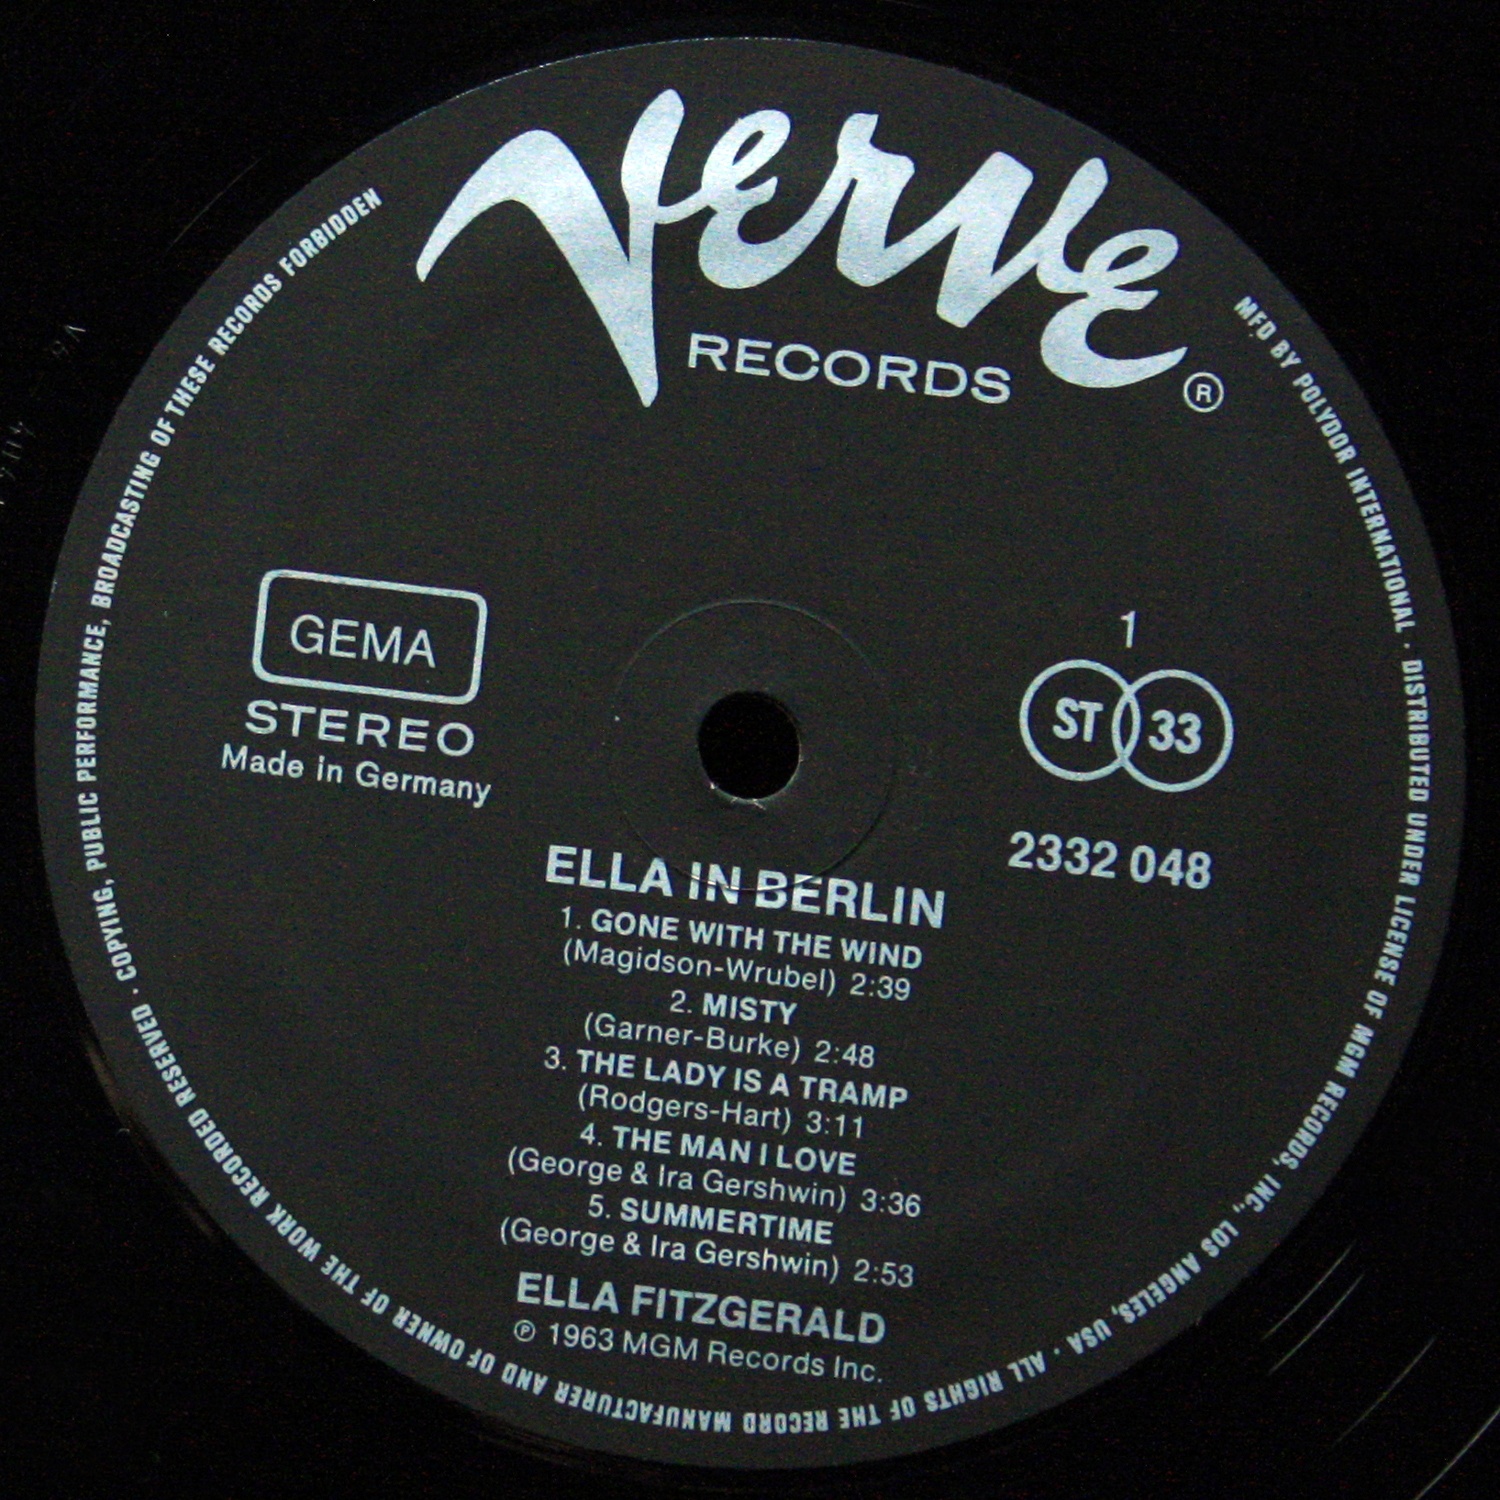 Verve
RECORDS
®
GEMA
STEREO
Made in Germany
1
ST 33
2332 048
ELLA IN BERLIN
1. GONE WITH THE WIND
(Magidson-Wrubel) 2:39
2. MISTY
(Garner-Burke) 2:48
3. THE LADY IS A TRAMP
(Rodgers-Hart) 3:11
4. THE MAN I LOVE
(George & Ira Gershwin) 3:36
5. SUMMERTIME
(George & Ira Gershwin) 2:53
ELLA FITZGERALD
℗ 1963 MGM Records Inc.
MFD BY POLYDOR INTERNATIONAL · DISTRIBUTED UNDER LICENSE OF MGM RECORDS, INC., LOS ANGELES, USA · ALL RIGHTS OF THE RECORD MANUFACTURER AND OF OWNER OF THE WORK RECORDED RESERVED · COPYING, PUBLIC PERFORMANCE, BROADCASTING OF THESE RECORDS FORBIDDEN